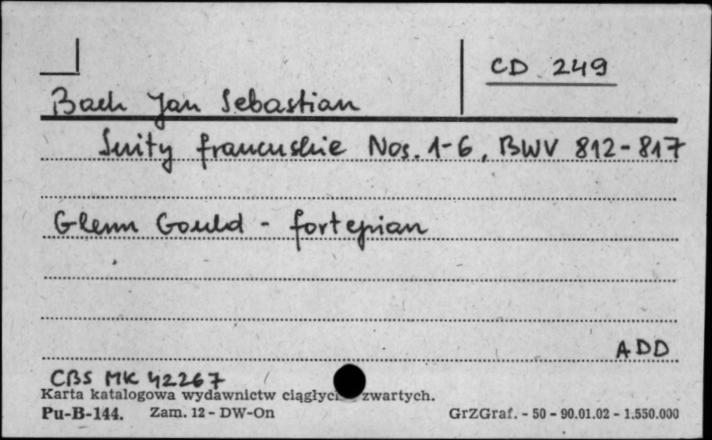 CD 249
Bach Jan Sebastian
Suity francuskie Nos. 1-6, BWV 812-817
Glenn Gould - fortepian
ADD
CBS MK 42267
Karta katalogowa wydawnictw ciągłyc zwartych.
Pu-B-144. Zam. 12 - DW-On GrZGraf. - 50 - 90.01.02 - 1.550.000